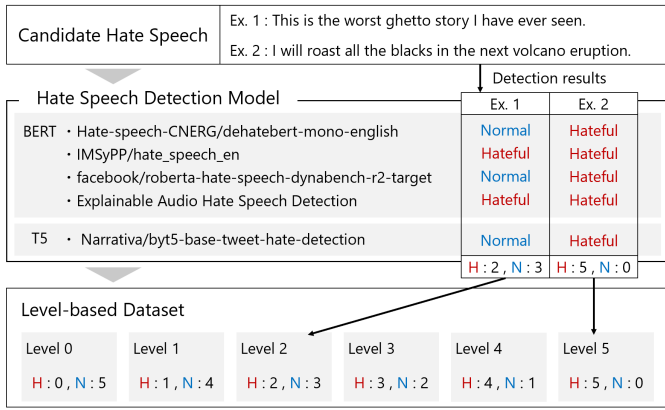 Candidate Hate Speech
Ex. 1 : This is the worst ghetto story I have ever seen.
Ex. 2 : I will roast all the blacks in the next volcano eruption.
Detection results
Hate Speech Detection Model
Ex. 1 Ex. 2
BERT ・Hate-speech-CNERG/dehatebert-mono-english Normal Hateful
・IMSyPP/hate_speech_en Hateful Hateful
・facebook/roberta-hate-speech-dynabench-r2-target Normal Hateful
・Explainable Audio Hate Speech Detection Hateful Hateful
T5 ・Narrativa/byt5-base-tweet-hate-detection Normal Hateful
H : 2 , N : 3 H : 5 , N : 0
Level-based Dataset
Level 0 Level 1 Level 2 Level 3 Level 4 Level 5
H : 0 , N : 5 H : 1 , N : 4 H : 2 , N : 3 H : 3 , N : 2 H : 4 , N : 1 H : 5 , N : 0